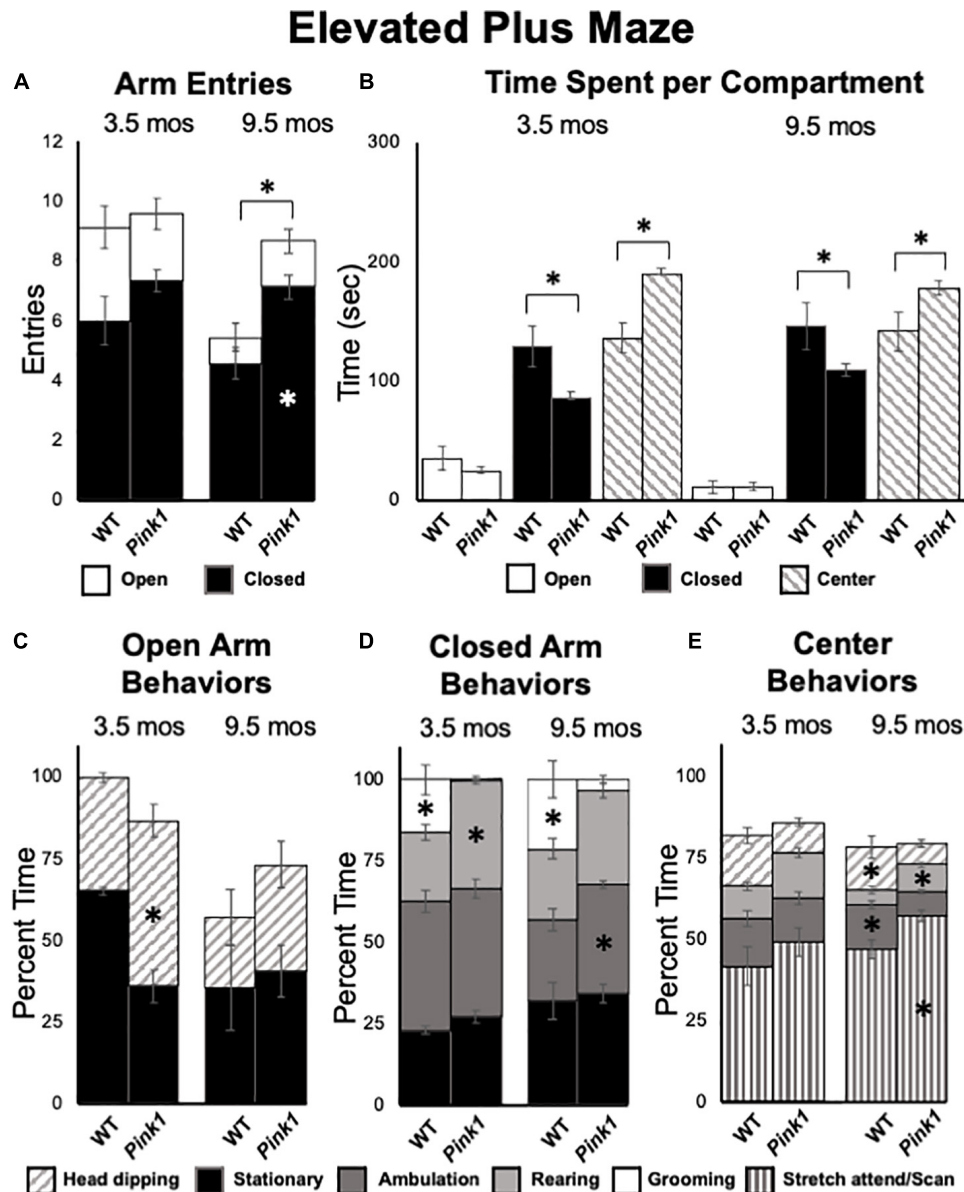 Elevated Plus Maze
A
Arm Entries
3.5 mos 9.5 mos
Entries
12
10
8
6
4
2
0
*
*
WT Pink1 WT Pink1
Open Closed
B
Time Spent per Compartment
3.5 mos 9.5 mos
Time (sec)
300
200
100
0
* * * *
WT Pink1 WT Pink1 WT Pink1 WT Pink1 WT Pink1 WT Pink1
Open Closed Center
C
Open Arm
Behaviors
3.5 mos 9.5 mos
Percent Time
100
75
50
25
0
*
WT Pink1 WT Pink1
D
Closed Arm
Behaviors
3.5 mos 9.5 mos
Percent Time
100
75
50
25
0
* * * *
WT Pink1 WT Pink1
E
Center
Behaviors
3.5 mos 9.5 mos
Percent Time
100
75
50
25
0
* * * *
WT Pink1 WT Pink1
Head dipping Stationary Ambulation Rearing Grooming Stretch attend/Scan